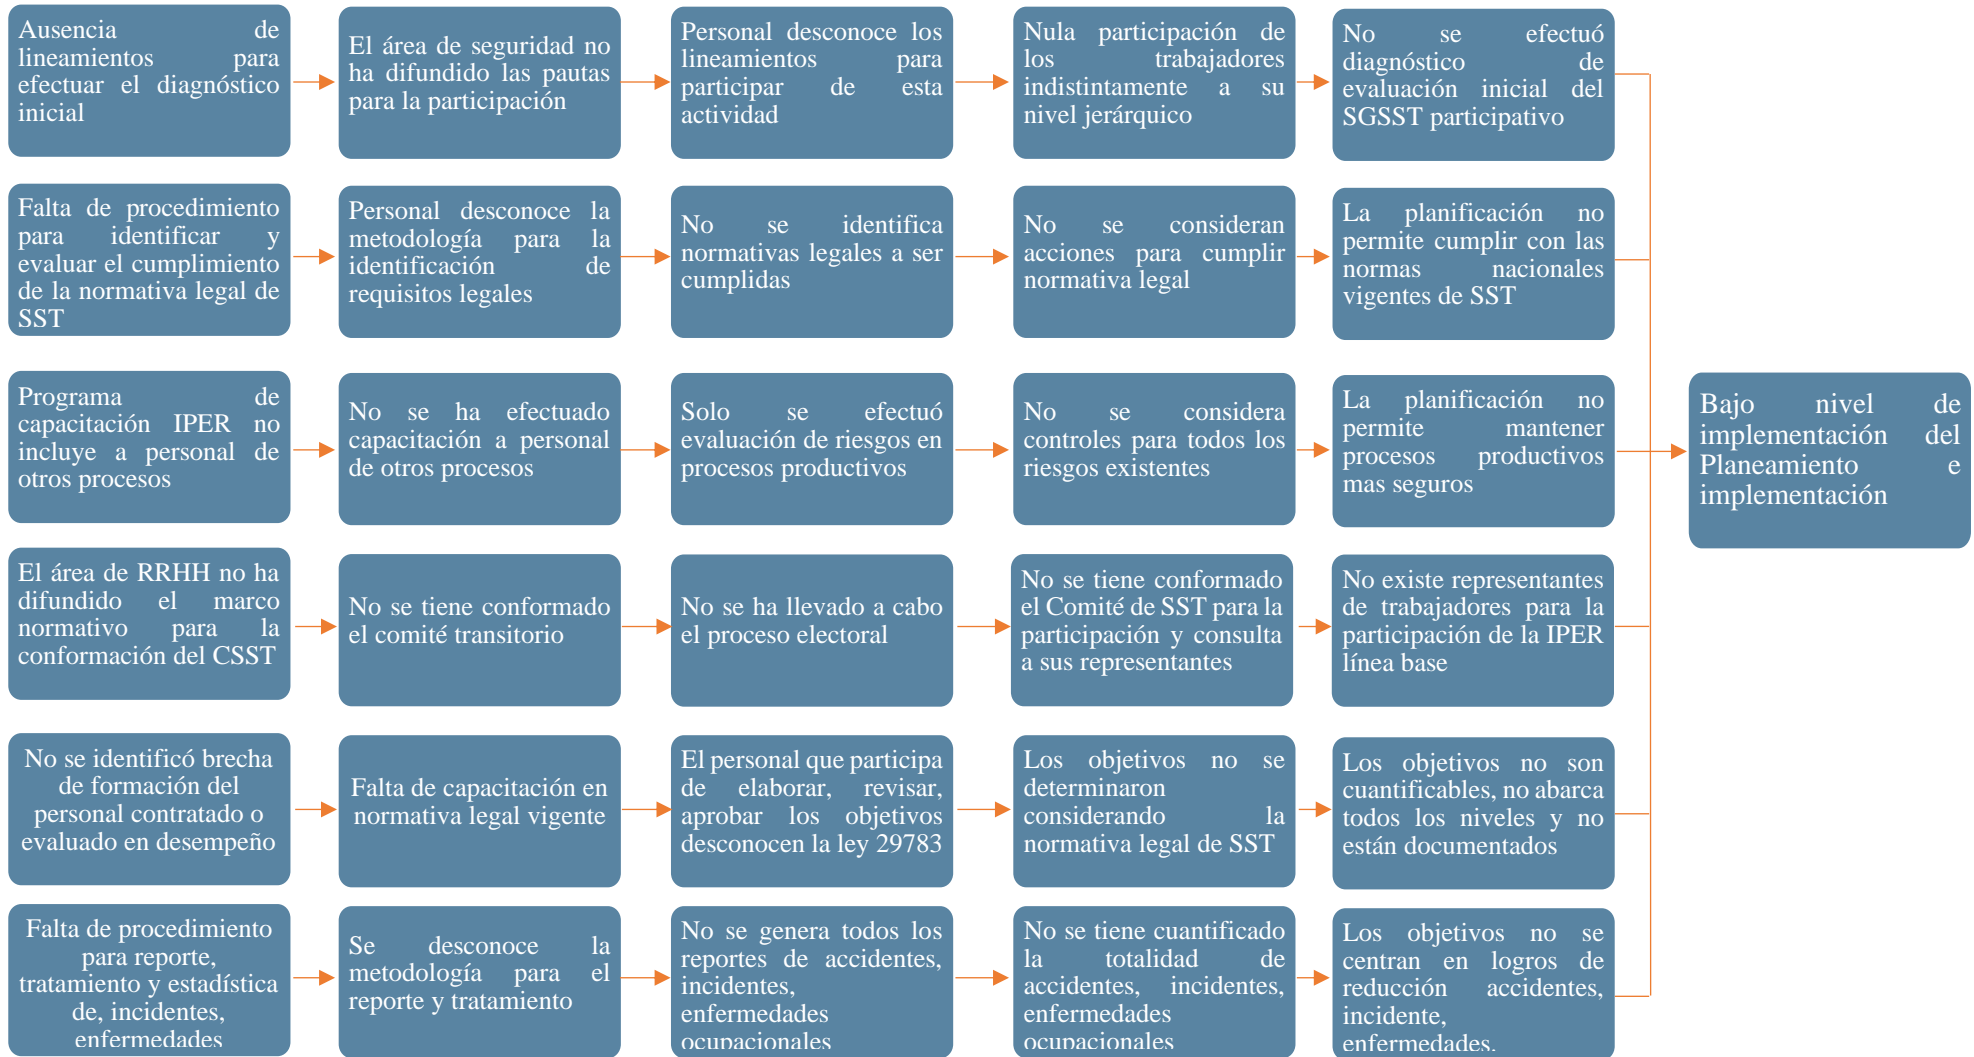 Ausencia de
lineamientos para
efectuar el diagnóstico
inicial
El área de seguridad no
ha difundido las pautas
para la participación
Personal desconoce los
lineamientos para
participar de esta
actividad
Nula participación de
los trabajadores
indistintamente a su
nivel jerárquico
No se efectuó
diagnóstico de
evaluación inicial del
SGSST participativo
Falta de procedimiento
para identificar y
evaluar el cumplimiento
de la normativa legal de
SST
Personal desconoce la
metodología para la
identificación de
requisitos legales
No se identifica
normativas legales a ser
cumplidas
No se consideran
acciones para cumplir
normativa legal
La planificación no
permite cumplir con las
normas nacionales
vigentes de SST
Programa de
capacitación IPER no
incluye a personal de
otros procesos
No se ha efectuado
capacitación a personal
de otros procesos
Solo se efectuó
evaluación de riesgos en
procesos productivos
No se considera
controles para todos los
riesgos existentes
La planificación no
permite mantener
procesos productivos
mas seguros
Bajo nivel de
implementación del
Planeamiento e
implementación
El área de RRHH no ha
difundido el marco
normativo para la
conformación del CSST
No se tiene conformado
el comité transitorio
No se ha llevado a cabo
el proceso electoral
No se tiene conformado
el Comité de SST para la
participación y consulta
a sus representantes
No existe representantes
de trabajadores para la
participación de la IPER
línea base
No se identificó brecha
de formación del
personal contratado o
evaluado en desempeño
Falta de capacitación en
normativa legal vigente
El personal que participa
de elaborar, revisar,
aprobar los objetivos
desconocen la ley 29783
Los objetivos no se
determinaron
considerando la
normativa legal de SST
Los objetivos no son
cuantificables, no abarca
todos los niveles y no
están documentados
Falta de procedimiento
para reporte,
tratamiento y estadística
de, incidentes,
enfermedades
Se desconoce la
metodología para el
reporte y tratamiento
No se genera todos los
reportes de accidentes,
incidentes,
enfermedades
ocupacionales
No se tiene cuantificado
la totalidad de
accidentes, incidentes,
enfermedades
ocupacionales
Los objetivos no se
centran en logros de
reducción accidentes,
incidente,
enfermedades.